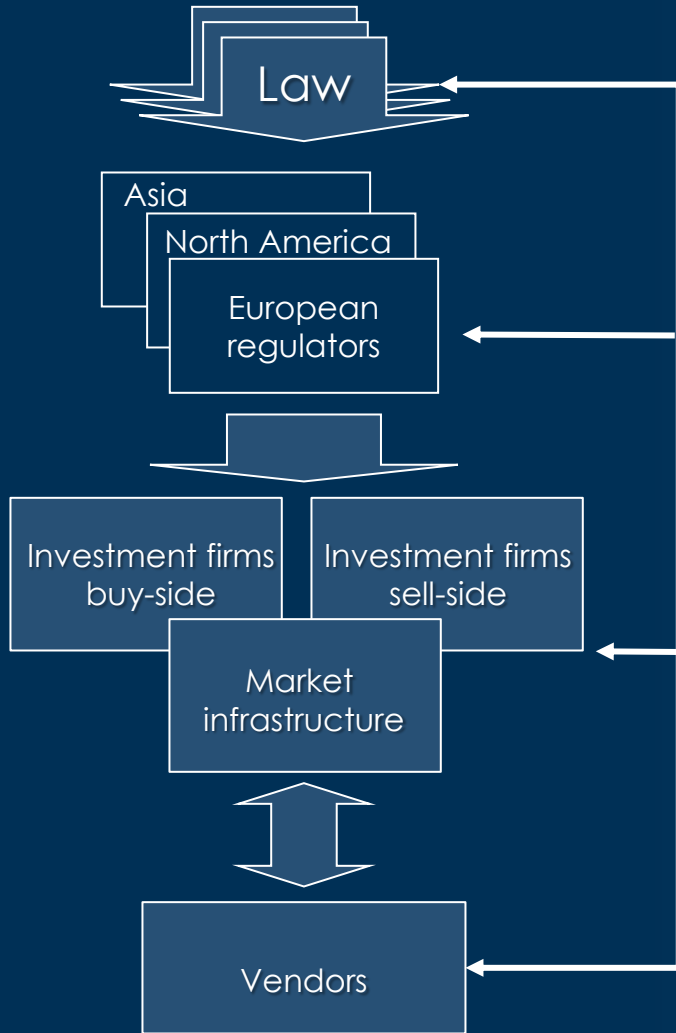 Law
Asia
North America
European
regulators
Investment firms
buy-side
Investment firms
sell-side
Market
infrastructure
Vendors